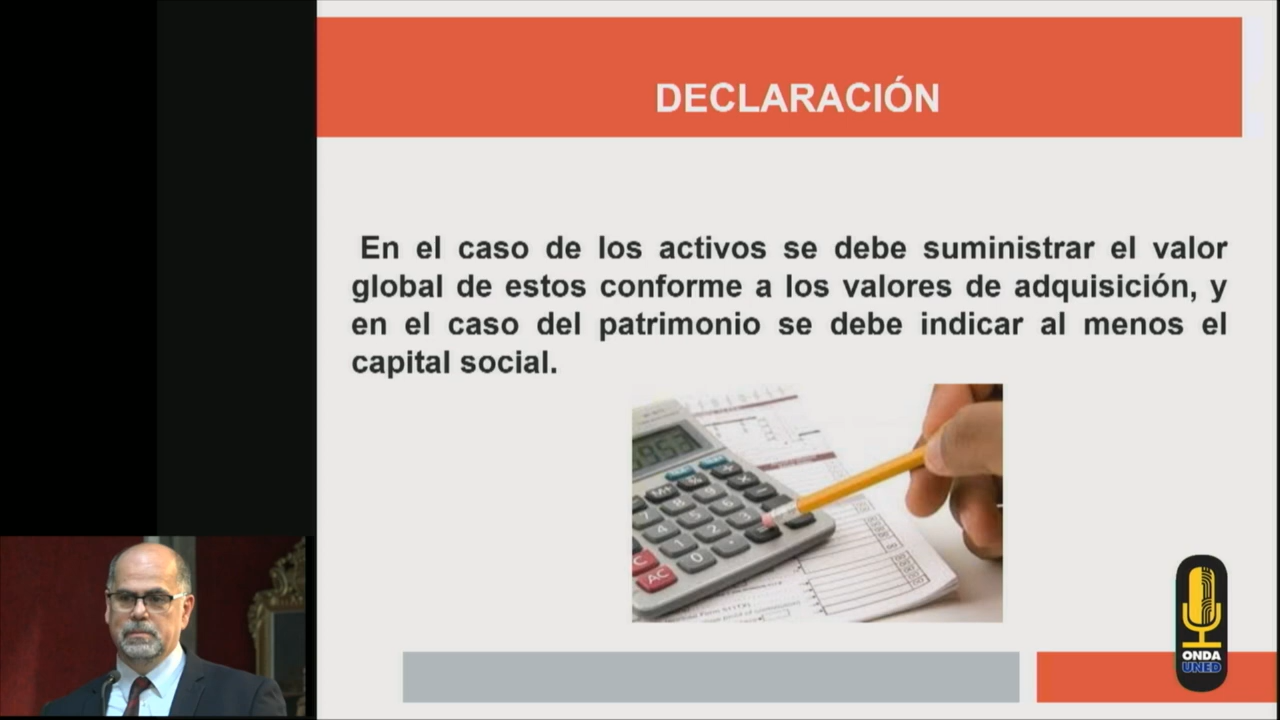 DECLARACIÓN
En el caso de los activos se debe suministrar el valor
global de estos conforme a los valores de adquisición, y
en el caso del patrimonio se debe indicar al menos el
capital social.
ONDA
UNED